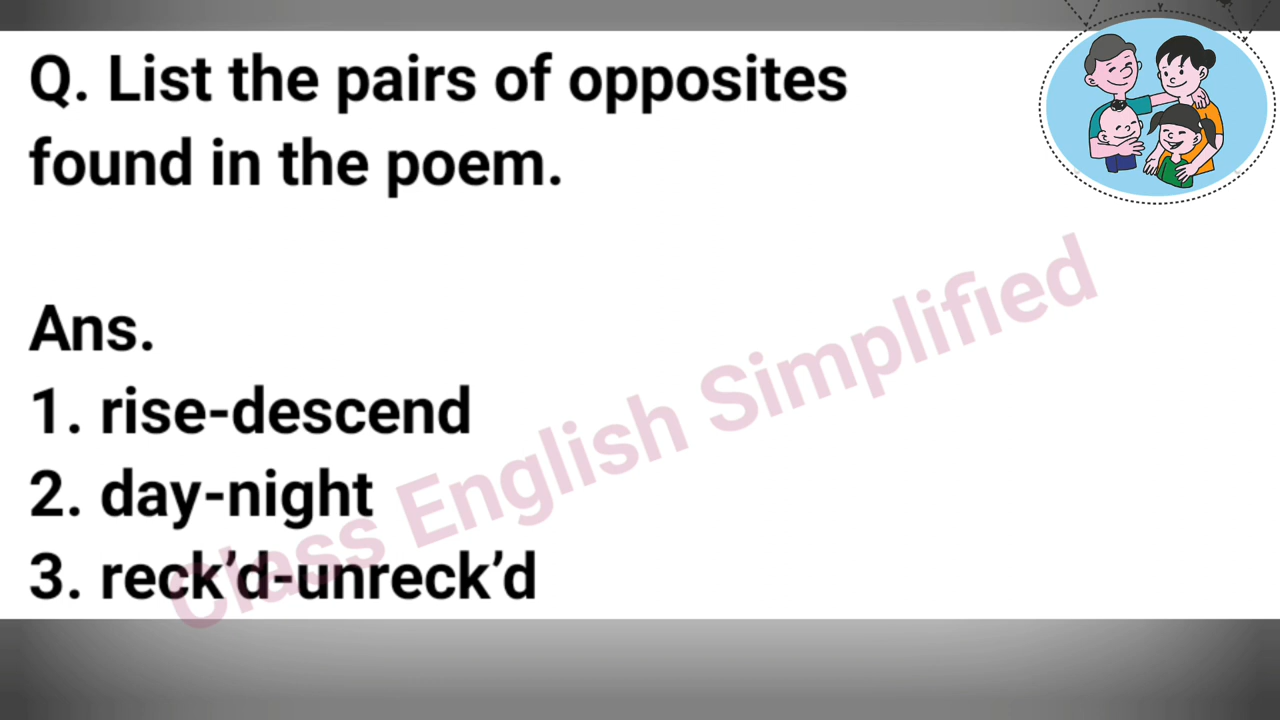 Q. List the pairs of opposites
found in the poem.
Ans.
1. rise-descend
2. day-night
3. reck’d-unreck’d
Class English Simplified